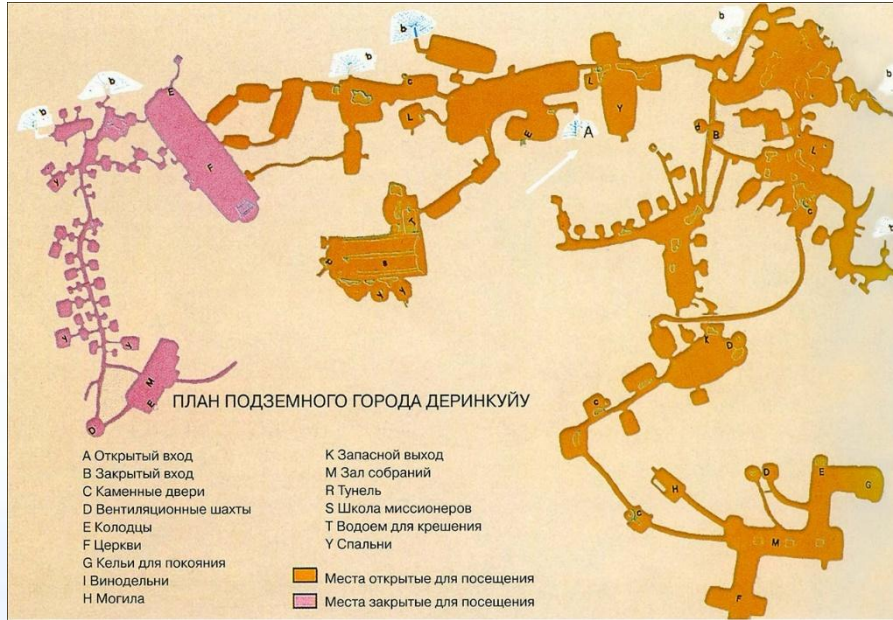 ПЛАН ПОДЗЕМНОГО ГОРОДА ДЕРИНКУЙУ
A Открытый вход
B Закрытый вход
C Каменные двери
D Вентиляционные шахты
E Колодцы
F Церкви
G Кельи для покояния
I Винодельни
H Могила
K Запасной выход
M Зал собраний
R Тунель
S Школа миссионеров
T Водоем для крешения
Y Спальни
Места открытые для посещения
Места закрытые для посещения
b
b
b
b
b
b
b
A
E
F
Y
Y
Y
M
E
D
C
L
E
L
Y
B
L
C
T
S
Y
Y
K
D
C
C
H
D
E
G
M
F